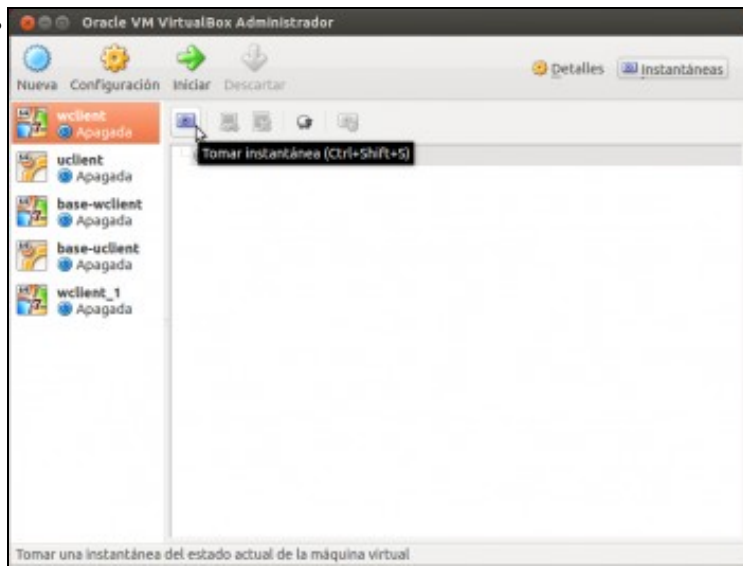 Oracle VM VirtualBox Administrador
Nueva Configuración Iniciar Descartar
Detalles Instantáneas
wclient
Apagada
Tomar instantánea (Ctrl+Shift+S)
uclient
Apagada
base-wclient
Apagada
base-uclient
Apagada
wclient_1
Apagada
Tomar una instantánea del estado actual de la máquina virtual